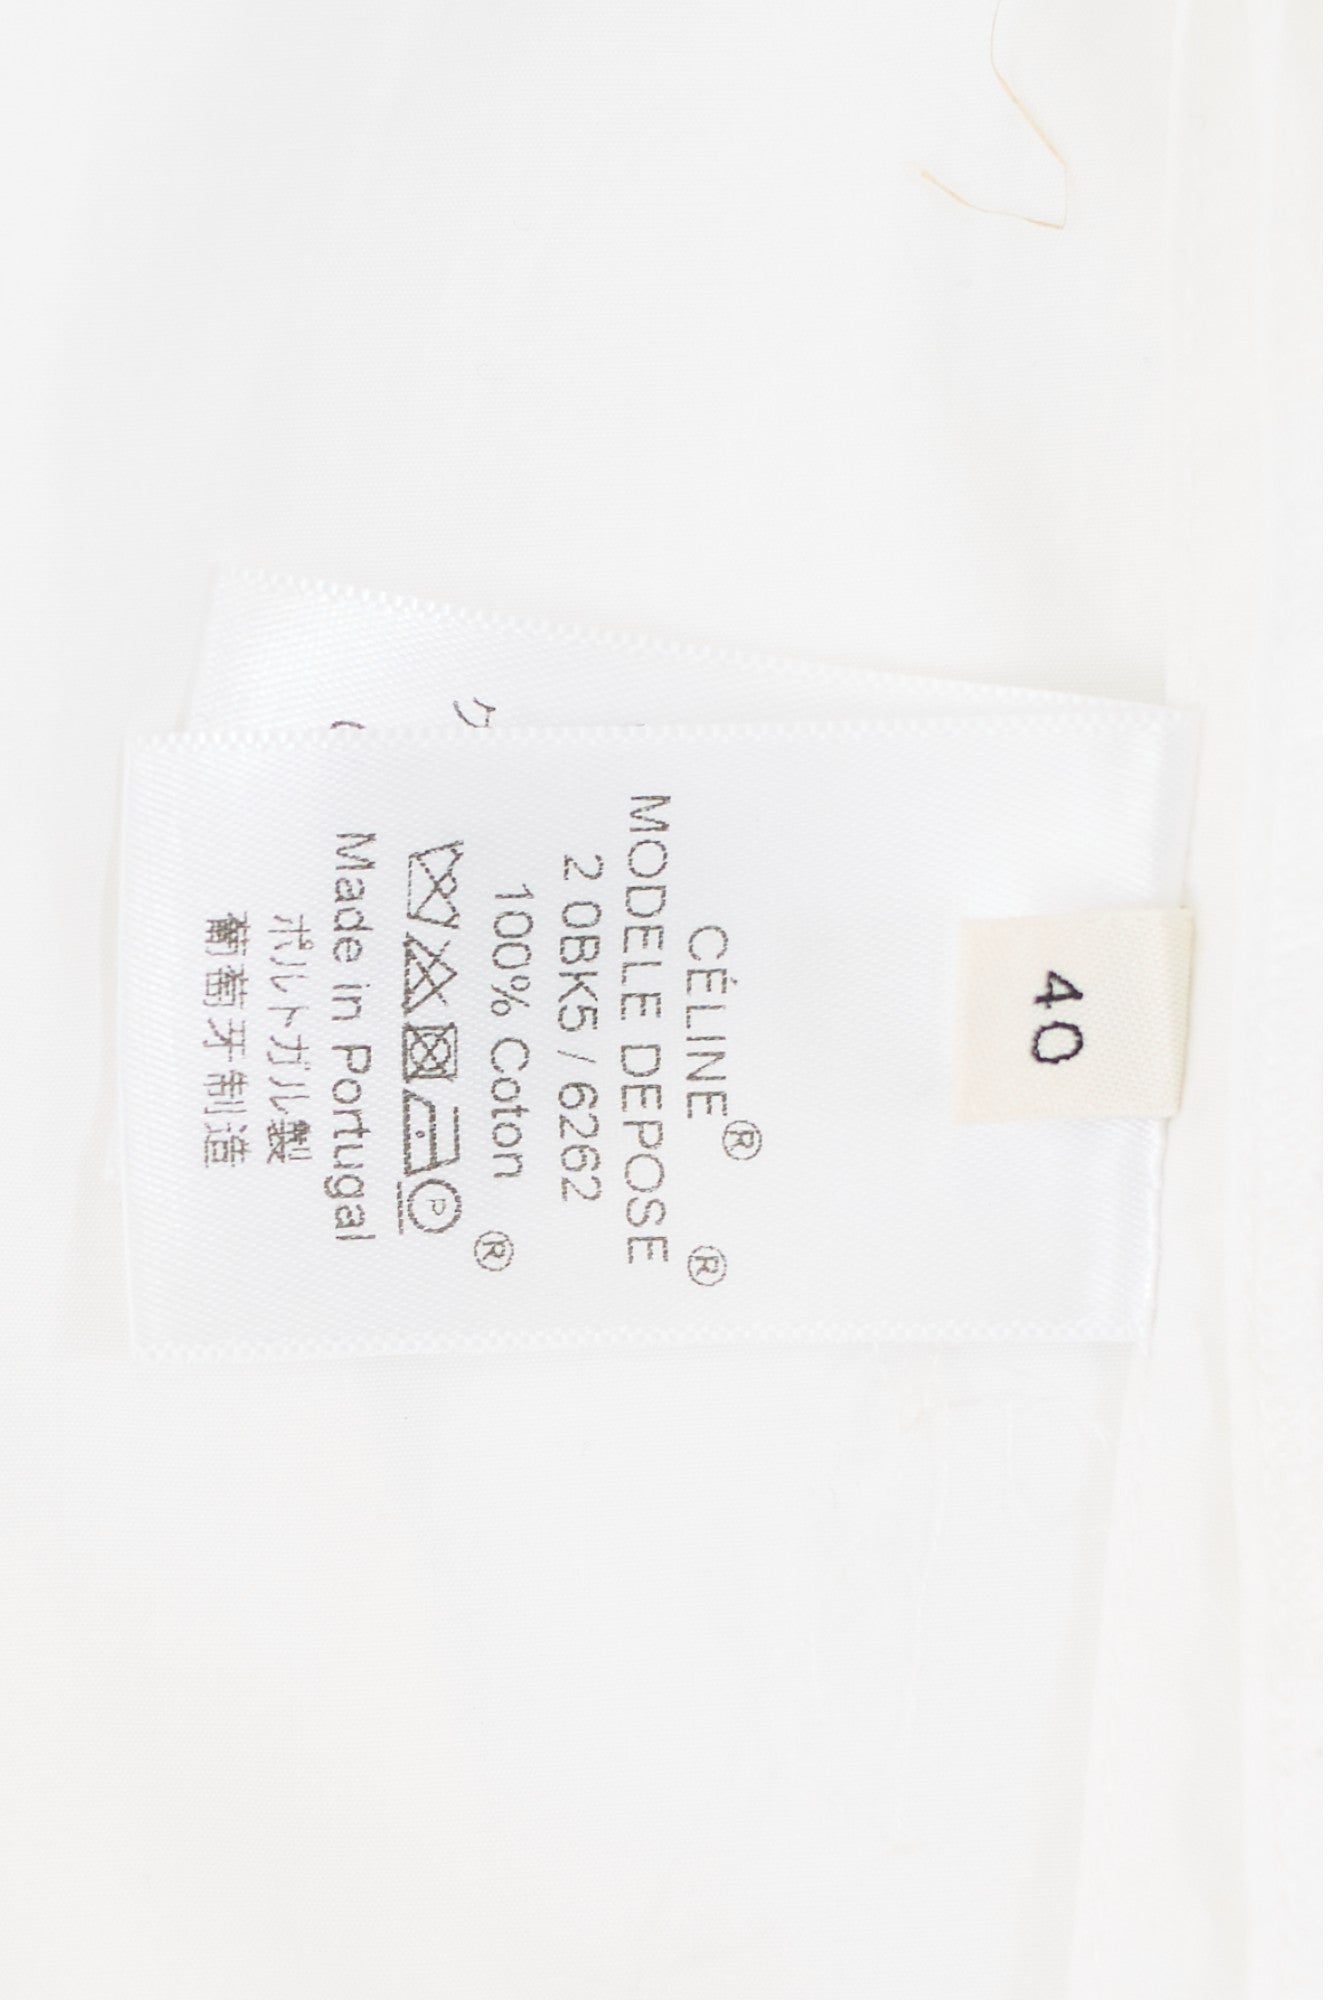 40
CÉLINE®
MODELE DEPOSE ®
2 0BK5 / 6262
100% Coton ®
P
Made in Portugal
ポルトガル製
葡萄牙制造
ク